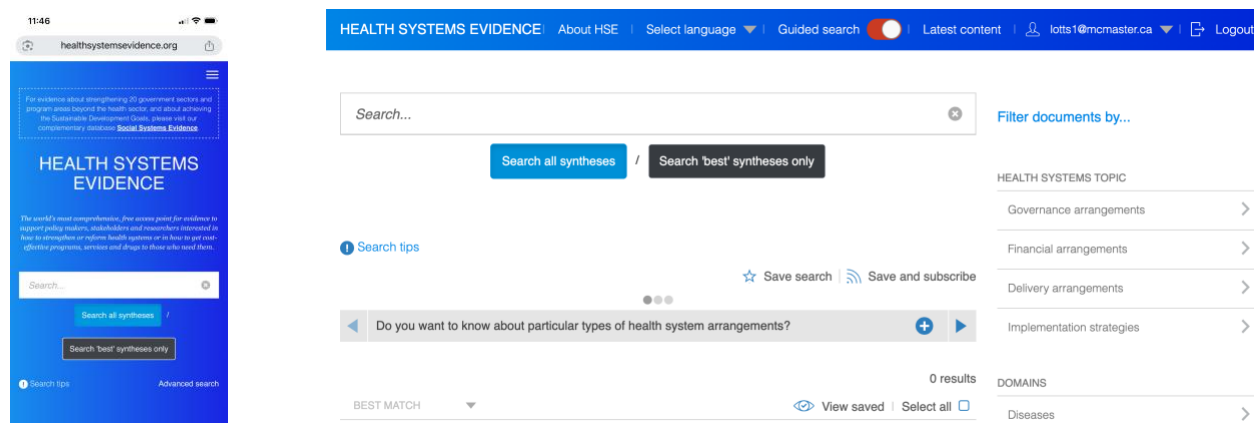 11:46
healthsystemsevidence.org
For evidence about strengthening 20 government sectors and
program areas beyond the health sector, and about achieving
the Sustainable Development Goals, please visit our
complementary database Social Systems Evidence.
HEALTH SYSTEMS
EVIDENCE
The world's most comprehensive, free access point for evidence to
support policy makers, stakeholders and researchers interested in
how to strengthen or reform health systems or in how to get cost-
effective programs, services and drugs to those who need them.
Search...
Search all syntheses /
Search 'best' syntheses only
Search tips Advanced search
HEALTH SYSTEMS EVIDENCE | About HSE | Select language | Guided search | Latest content | lotts1@mcmaster.ca | Logout
Search...
Search all syntheses / Search 'best' syntheses only
Search tips
Save search | Save and subscribe
Do you want to know about particular types of health system arrangements?
0 results
BEST MATCH View saved | Select all
Filter documents by...
HEALTH SYSTEMS TOPIC
Governance arrangements
Financial arrangements
Delivery arrangements
Implementation strategies
DOMAINS
Diseases